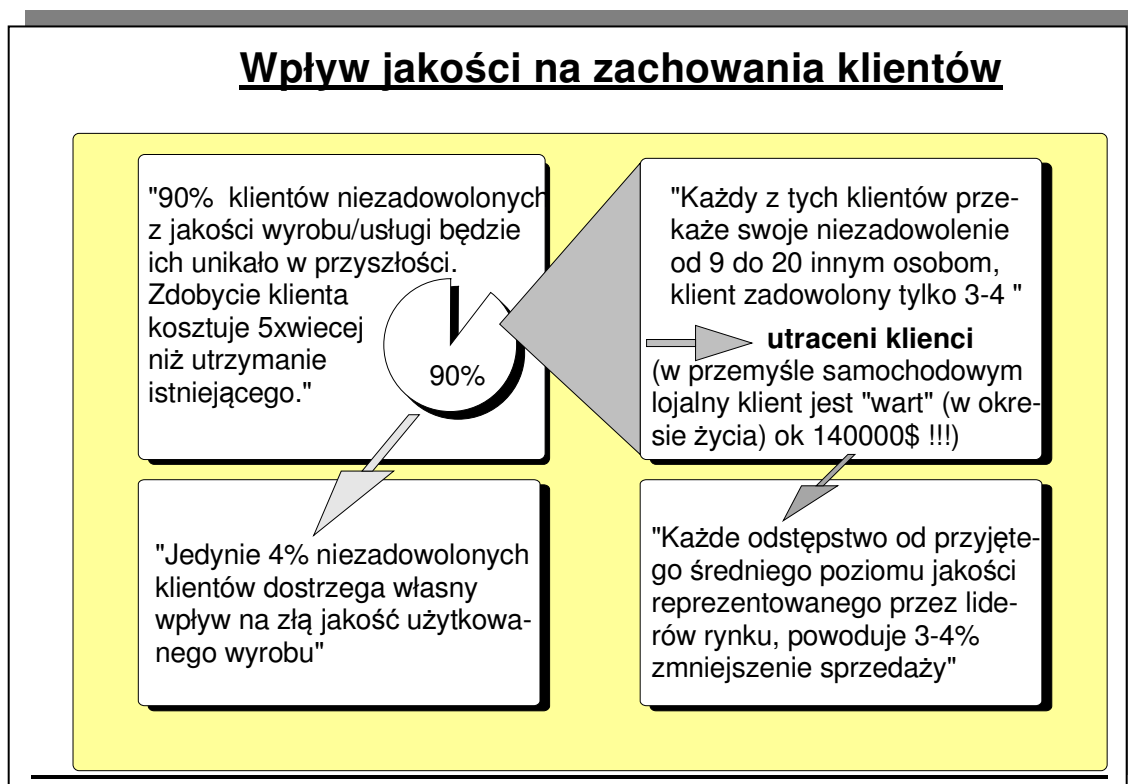 Wpływ jakości na zachowania klientów
"90% klientów niezadowolonych
z jakości wyrobu/usługi będzie
ich unikało w przyszłości.
Zdobycie klienta
kosztuje 5xwiecej
niż utrzymanie
istniejącego."
90%
"Każdy z tych klientów prze-
każe swoje niezadowolenie
od 9 do 20 innym osobom,
klient zadowolony tylko 3-4 "
utraceni klienci
(w przemyśle samochodowym
lojalny klient jest "wart" (w okre-
sie życia) ok 140000$ !!!)
"Jedynie 4% niezadowolonych
klientów dostrzega własny
wpływ na złą jakość użytkowa-
nego wyrobu"
"Każde odstępstwo od przyjęte-
go średniego poziomu jakości
reprezentowanego przez lide-
rów rynku, powoduje 3-4%
zmniejszenie sprzedaży"